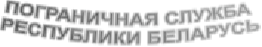 ПОГРАНИЧНАЯ СЛУЖБА
РЕСПУБЛИКИ БЕЛАРУСЬ